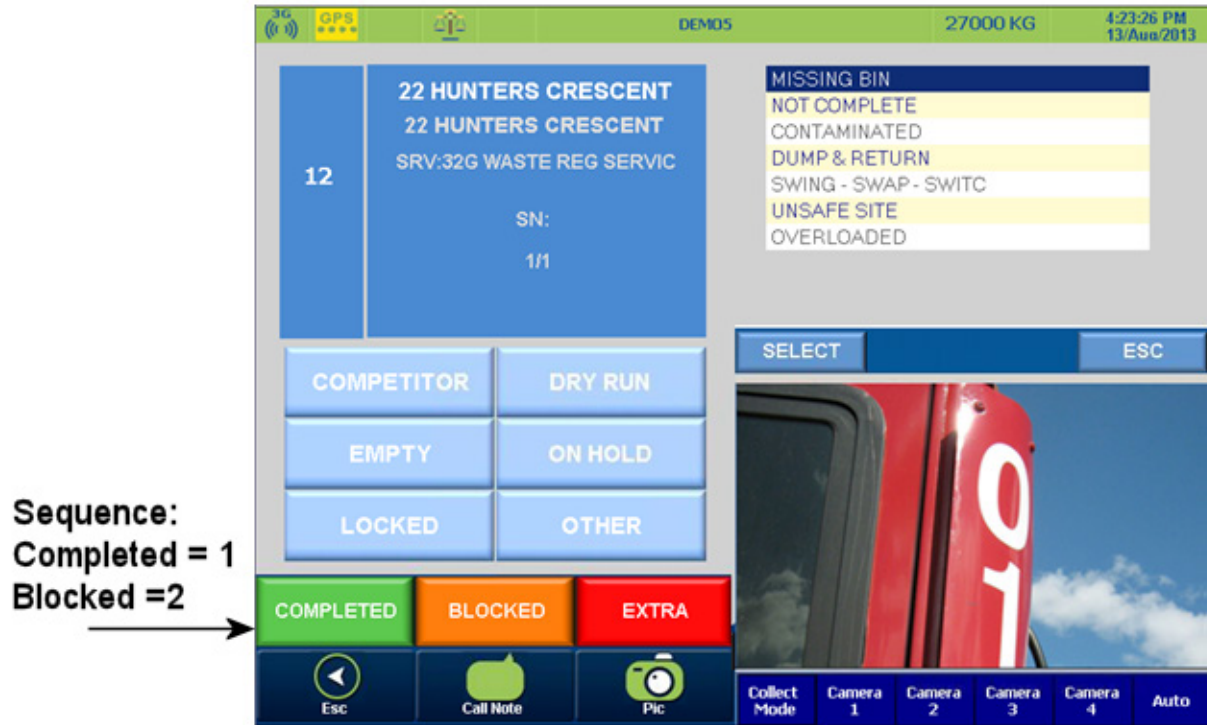 3G
GPS
DEMO5
27000 KG
4:23:26 PM
13/Aug/2013
12
22 HUNTERS CRESCENT
22 HUNTERS CRESCENT
SRV:32G WASTE REG SERVIC
SN:
1/1
MISSING BIN
NOT COMPLETE
CONTAMINATED
DUMP & RETURN
SWING - SWAP - SWITC
UNSAFE SITE
OVERLOADED
SELECT
ESC
COMPETITOR
DRY RUN
EMPTY
ON HOLD
LOCKED
OTHER
Sequence:
Completed = 1
Blocked =2
COMPLETED
BLOCKED
EXTRA
Esc
Call Note
Pic
01
Collect
Mode
Camera
1
Camera
2
Camera
3
Camera
4
Auto